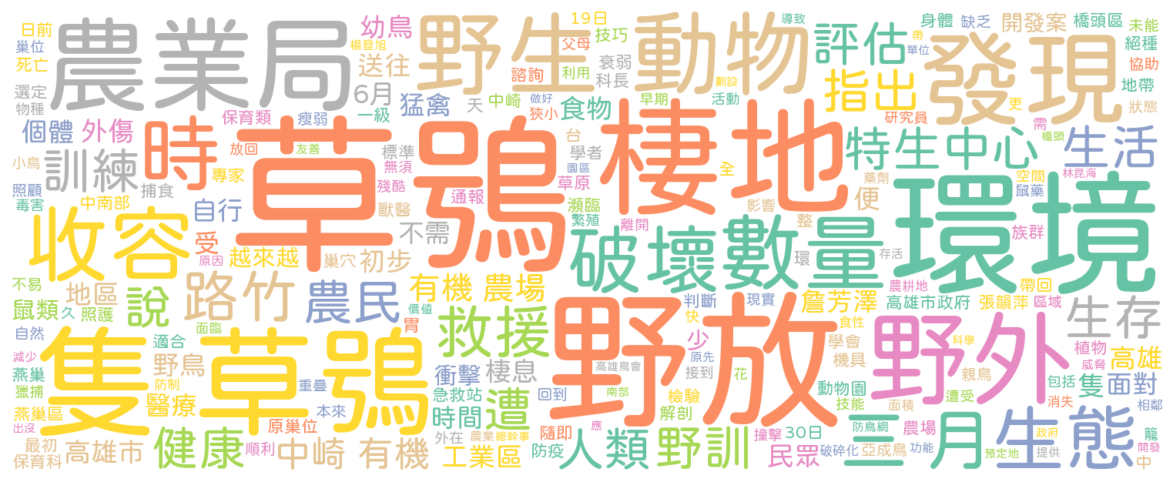 日前
巢位
死亡
選定
物種
農業局
幼鳥
楊登旭
送往
6月
一級
猛禽
野生
19日
父母
技巧
諮詢
利用
衰弱
科長
天
中崎
做好
狹小
食物
動物
導致
劃設
早期
活動
評估
指出
身體
帶
單位
缺乏
更
研究員
發現
開發案
橋頭區
未能
絕種
協助
地帶
狀態
個體
外傷
保育類
瘦弱
小鳥
訓練
捕食
照顧
毒害
中南部
自行
時
放回
專家
友善
標準
無須
殘酷
獸醫
通報
草鴞
台
學者
園區
草原
瀕臨
繁殖
離開
棲地
全
藥劑
影響
便
整
特生中心
需
橋頭
空間
鼠藥
族群
林昆海
生活
收容
受
原因
越來越
巢穴
初步
不需
破壞
數量
環
存活
環境
農耕地
不易
鼠類
久
自然
地區
照護
說
路竹
農民
有機
農場
價值
胃
判斷
現實
快
少
原先
接到
詹芳澤
高雄市政府
張韻萍
區域
帶回
食性
學會
機具
科學
生存
植物
威脅
高雄
減少
燕巢
獵捕
燕巢區
出沒
適合
野鳥
防制
醫療
面臨
隻草鴞
重疊
本來
原巢位
救援
衝擊
棲息
急救站
時間
遭
高雄鳥會
回到
南部
花
野放
檢驗
解剖
動物園
技能
面積
親鳥
遭受
野外
包括
消失
隻
面對
相鄰
最初
保育科
高雄市
健康
順利
中崎
有機
外在
農業
總幹事
工業區
防疫
隨即
應
人類
野訓
撞擊
民眾
30日
防鳥網
破碎化
亞成鳥
農場
功能
三月
預定地
生態
政府
提供
籠
開發
中